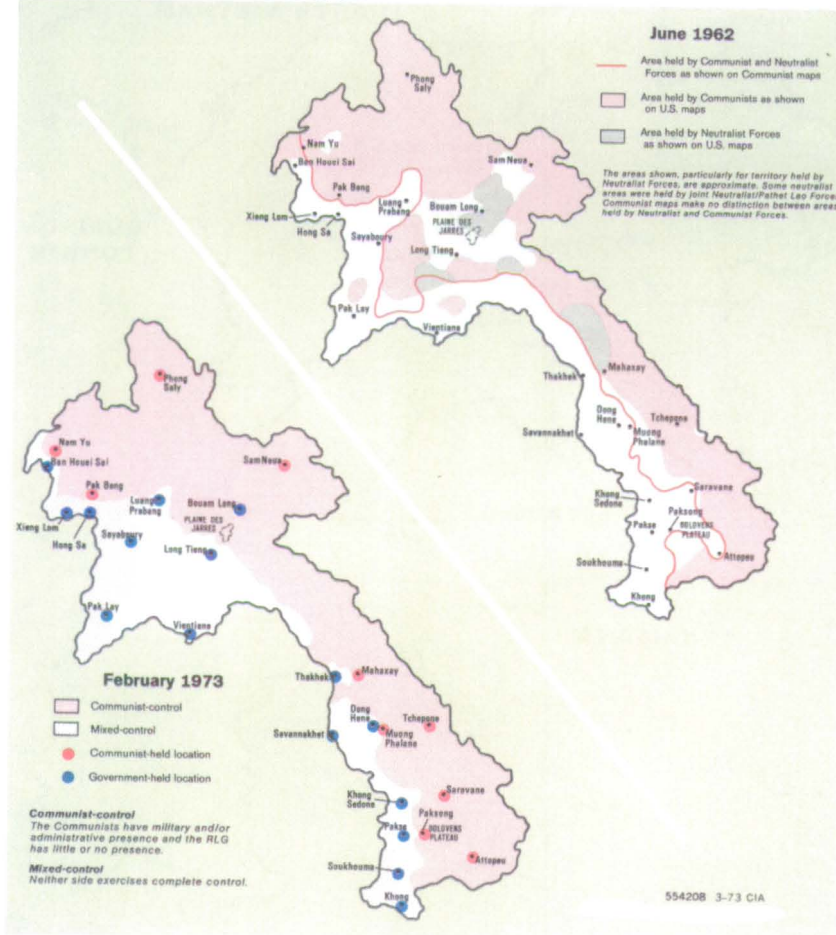 June 1962
Area held by Communist and Neutralist
Forces as shown on Communist maps
Area held by Communists as shown
on U.S. maps
Area held by Neutralist Forces
as shown on U.S. maps
The areas shown, particularly for territory held by
Neutralist Forces, are approximate. Some neutralist
areas were held by joint Neutralist/Pathet Lao Force
Communist maps make no distinction between area
held by Neutralist and Communist Forces.
Phong
Saly
Nam Yu
Ban Houei Sai
Sam Neua
Pak Beng
Luang
Prabang
Bouam Long
Xieng Lom
Hong Sa
PLAINE DES
JARRES
Sayaboury
Long Tieng
Pak Lay
Vientiane
Thakhek
Mahaxay
Dong
Hene
Tchepone
Savannakhet
Muong
Phalane
Khong
Sedone
Saravane
Paksong
Pakse
BOLOVENS
PLATEAU
Soukhouma
Attopeu
Khong
Phong
Saly
Nam Yu
Ban Houei Sai
Sam Neua
Pak Beng
Luang
Prabang
Bouam Long
Xieng Lom
Hong Sa
PLAINE DES
JARRES
Sayaboury
Long Tieng
Pak Lay
Vientiane
Thakhek
Mahaxay
Dong
Hene
Tchepone
Savannakhet
Muong
Phalane
Khong
Sedone
Saravane
Paksong
Pakse
BOLOVENS
PLATEAU
Soukhouma
Attopeu
Khong
February 1973
Communist-control
Mixed-control
Communist-held location
Government-held location
Communist-control
The Communists have military and/or
administrative presence and the RLG
has little or no presence.
Mixed-control
Neither side exercises complete control.
554208 3-73 CIA